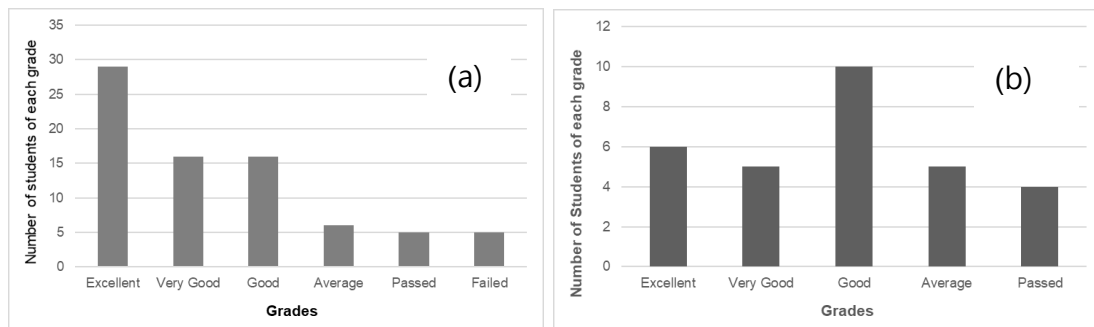 (a)
Number of students of each grade
35
30
25
20
15
10
5
0
Excellent Very Good Good Average Passed Failed
Grades
(b)
Number of Students of each grade
12
10
8
6
4
2
0
Excellent Very Good Good Average Passed
Grades